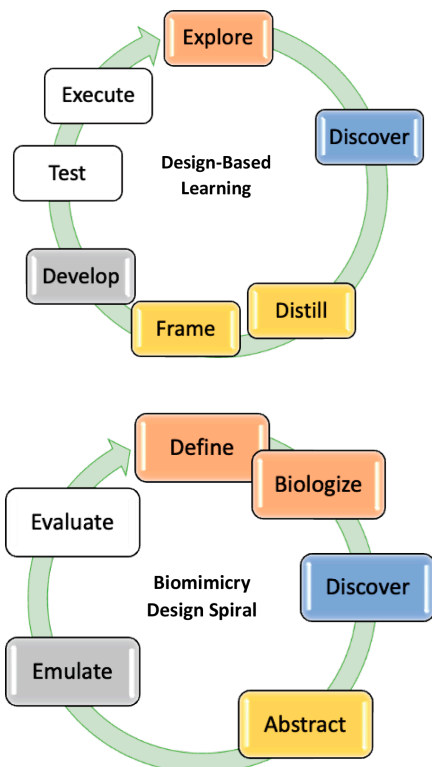 Explore
Execute
Discover
Design-Based
Learning
Test
Develop
Distill
Frame
Define
Biologize
Evaluate
Discover
Biomimicry
Design Spiral
Emulate
Abstract